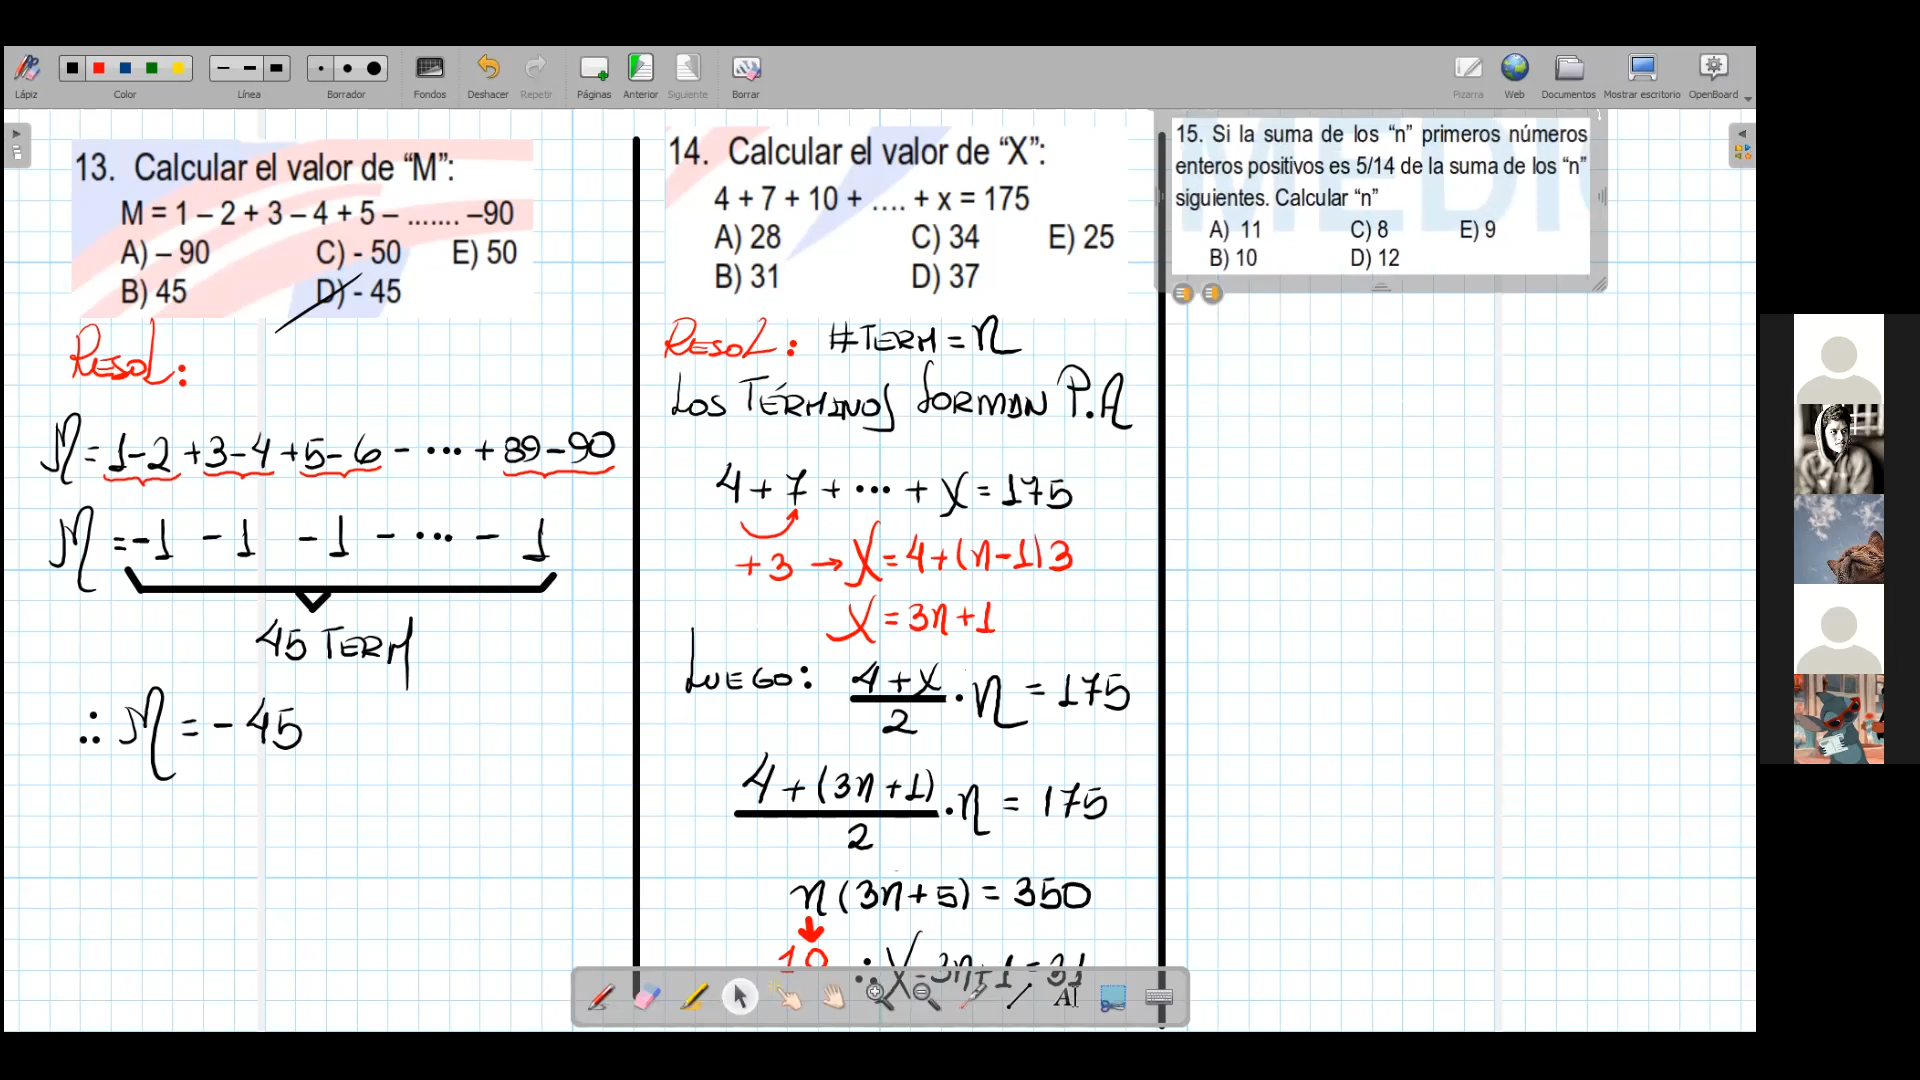 Lápiz
Color
Línea
Borrador
Fondos
Deshacer
Repetir
Páginas
Anterior
Siguiente
Borrar
Pizarra
Web
Documentos
Mostrar escritorio
OpenBoard
13. Calcular el valor de “M”:
M = 1 – 2 + 3 – 4 + 5 – ....... –90
A) – 90 C) - 50 E) 50
B) 45 D) - 45
RESOL:
M = 1-2 +3-4 +5-6 - ... + 89-90
M = -1 -1 -1 - ... - 1
45 TERM
∴ M = -45
14. Calcular el valor de “X”:
4 + 7 + 10 + .... + x = 175
A) 28 C) 34 E) 25
B) 31 D) 37
RESOL: #TERM = n
LOS TÉRMINOS FORMAN P.A
4 + 7 + ... + X = 175
+3 → X = 4+(n-1)3
X = 3n+1
LUEGO: 4+X/2 . n = 175
4+(3n+1)/2 . n = 175
n(3n+5) = 350
10 ∴ X=3n+1=31
15. Si la suma de los “n” primeros números
enteros positivos es 5/14 de la suma de los “n”
siguientes. Calcular “n”
A) 11 C) 8 E) 9
B) 10 D) 12